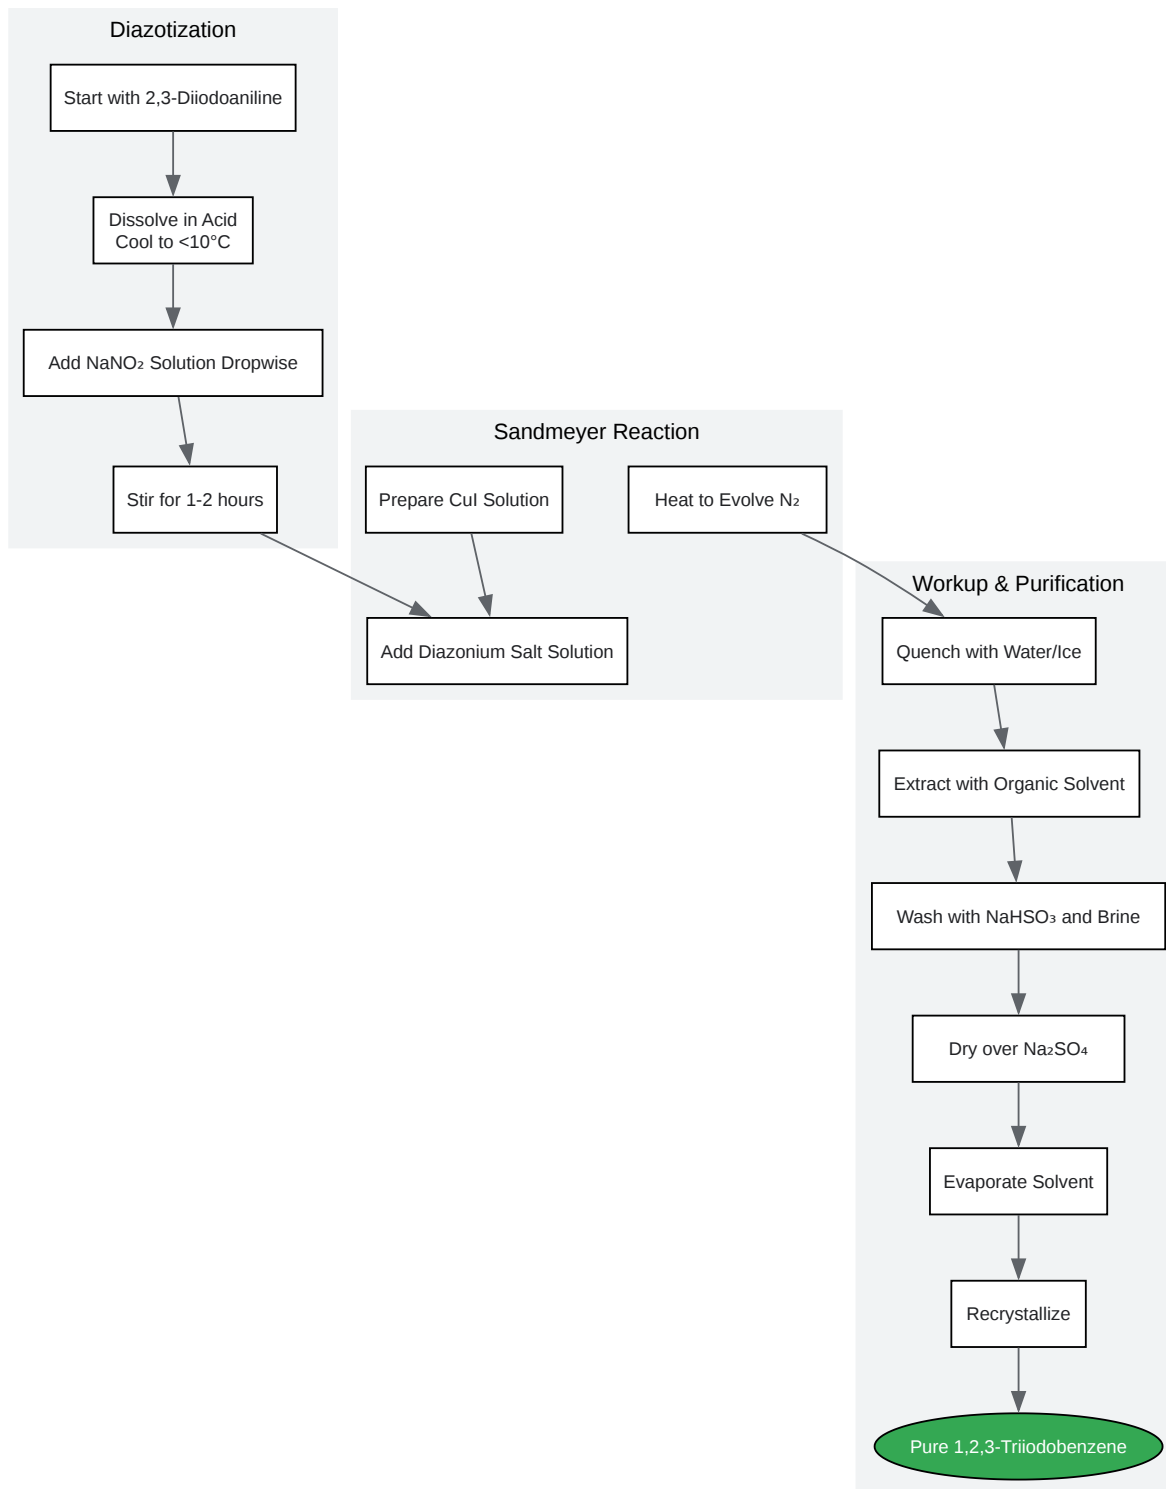 Diazotization
Start with 2,3-Diiodoaniline
Dissolve in Acid
Cool to <10°C
Add NaNO₂ Solution Dropwise
Stir for 1-2 hours
Sandmeyer Reaction
Prepare CuI Solution
Heat to Evolve N₂
Add Diazonium Salt Solution
Workup & Purification
Quench with Water/Ice
Extract with Organic Solvent
Wash with NaHSO₃ and Brine
Dry over Na₂SO₄
Evaporate Solvent
Recrystallize
Pure 1,2,3-Triiodobenzene